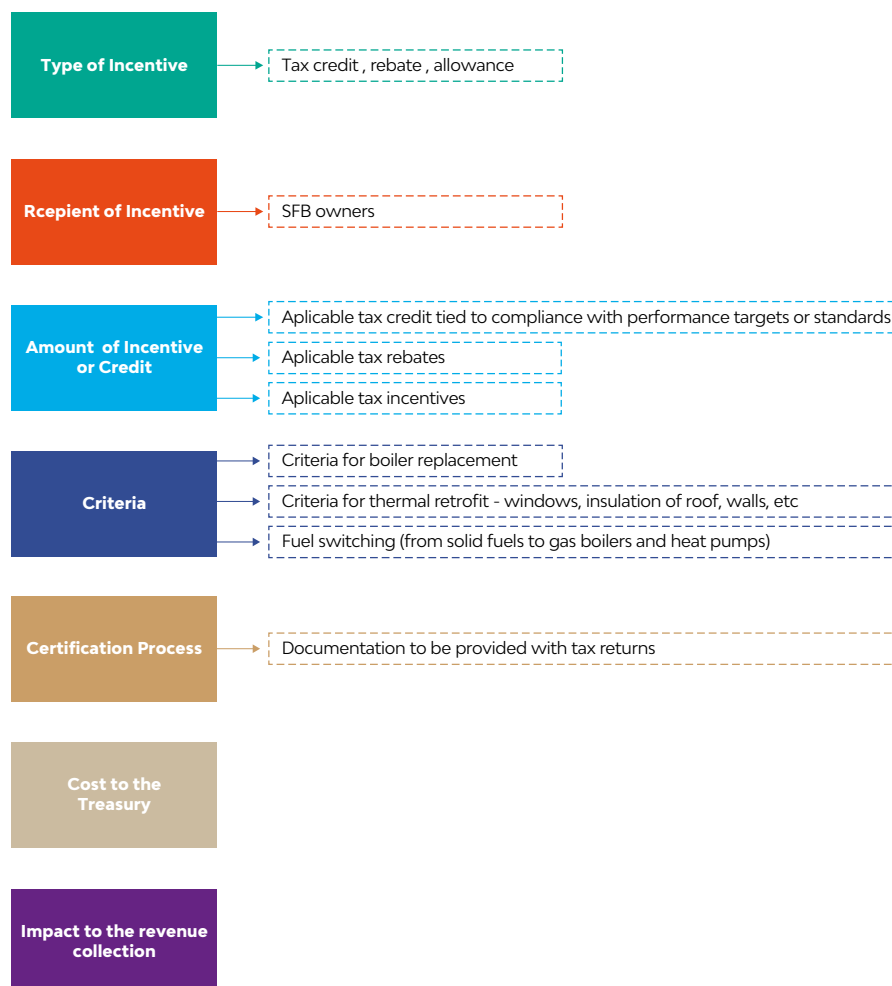 Type of Incentive
Tax credit , rebate , allowance
Rcepient of Incentive
SFB owners
Amount of Incentive
or Credit
Aplicable tax credit tied to compliance with performance targets or standards
Aplicable tax rebates
Aplicable tax incentives
Criteria
Criteria for boiler replacement
Criteria for thermal retrofit - windows, insulation of roof, walls, etc
Fuel switching (from solid fuels to gas boilers and heat pumps)
Certification Process
Documentation to be provided with tax returns
Cost to the
Treasury
Impact to the revenue
collection